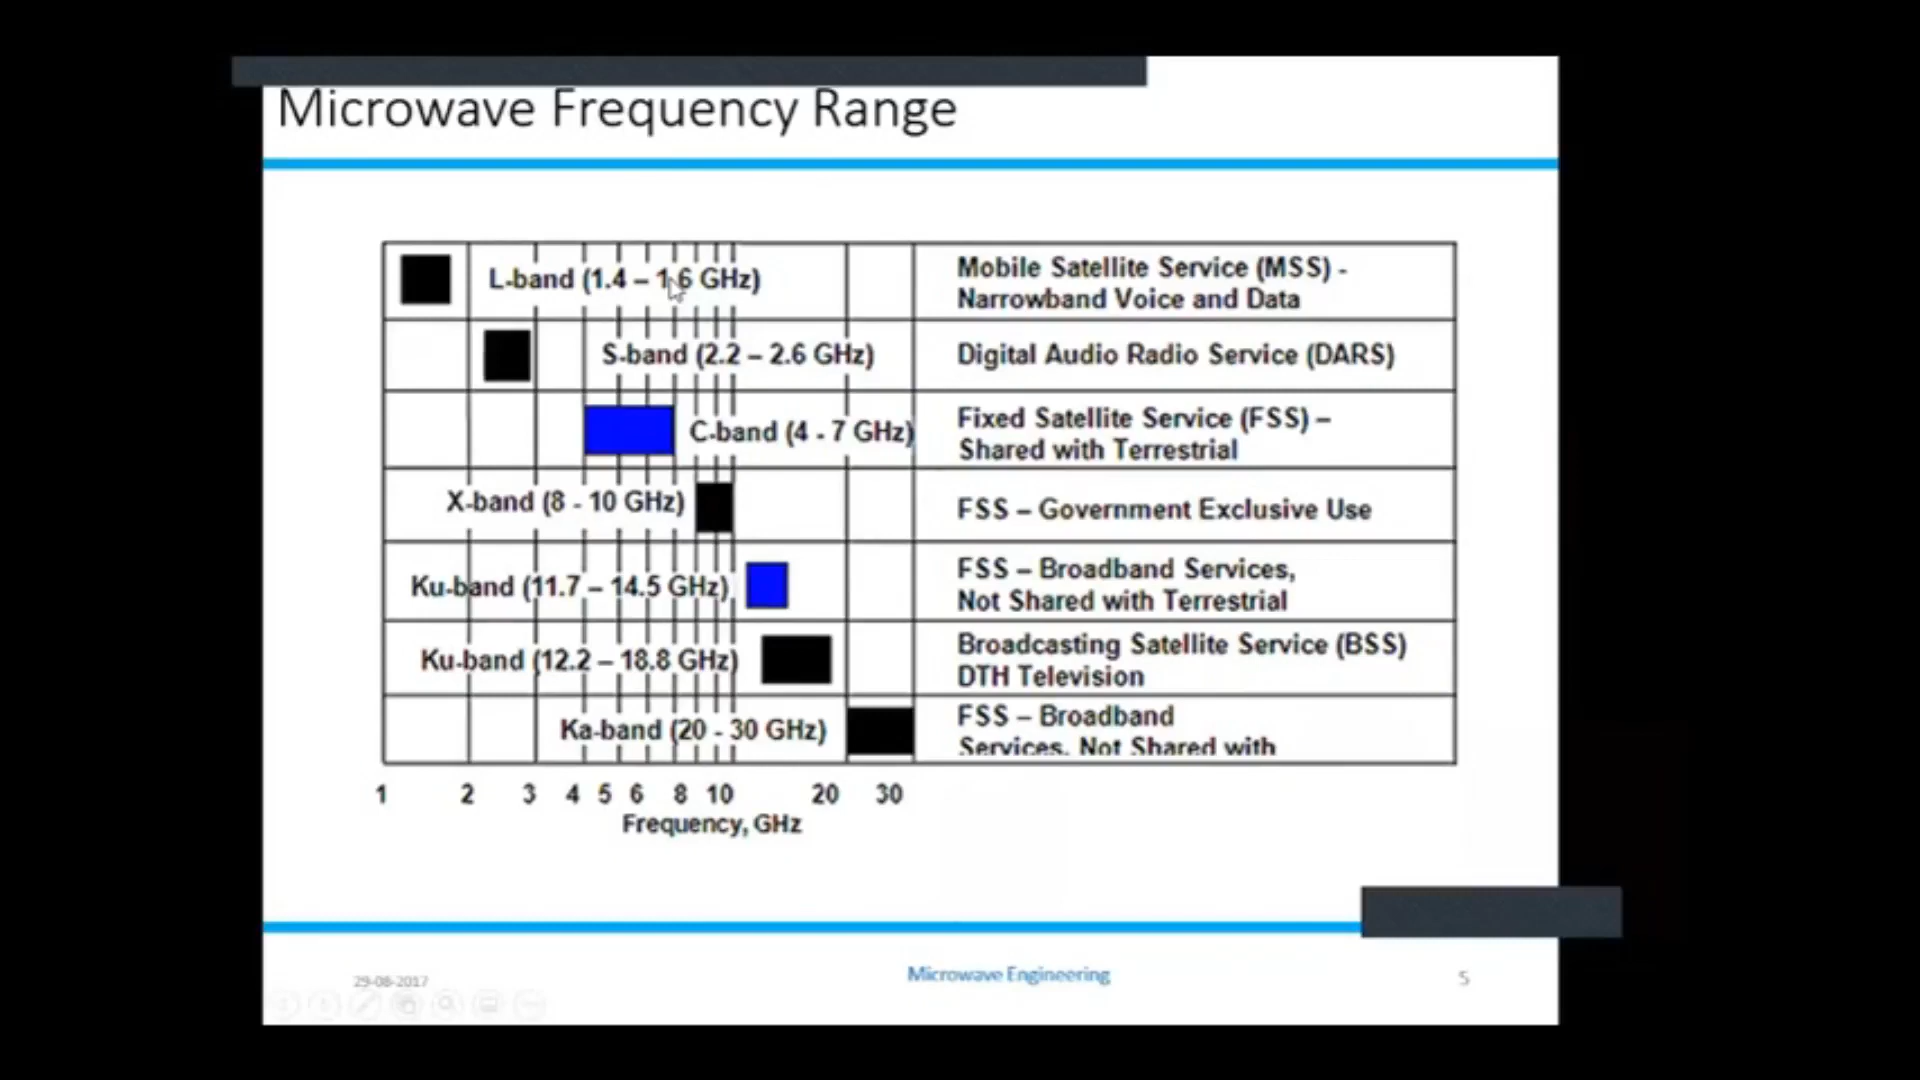 Microwave Frequency Range
L-band (1.4 – 1.6 GHz)
Mobile Satellite Service (MSS) -
Narrowband Voice and Data
S-band (2.2 – 2.6 GHz)
Digital Audio Radio Service (DARS)
C-band (4 - 7 GHz)
Fixed Satellite Service (FSS) –
Shared with Terrestrial
X-band (8 - 10 GHz)
FSS – Government Exclusive Use
Ku-band (11.7 – 14.5 GHz)
FSS – Broadband Services,
Not Shared with Terrestrial
Ku-band (12.2 – 18.8 GHz)
Broadcasting Satellite Service (BSS)
DTH Television
Ka-band (20 - 30 GHz)
FSS – Broadband
Services, Not Shared with
1 2 3 4 5 6 8 10 20 30
Frequency, GHz
29-08-2017
Microwave Engineering
5